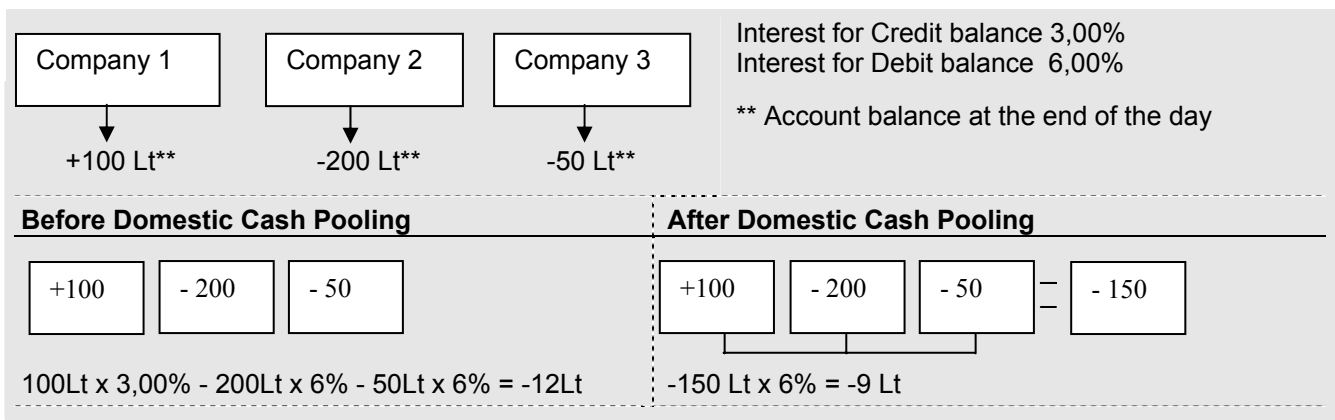 Company 1
Company 2
Company 3
+100 Lt**
-200 Lt**
-50 Lt**
Interest for Credit balance 3,00%
Interest for Debit balance 6,00%
** Account balance at the end of the day
Before Domestic Cash Pooling
+100
- 200
- 50
100Lt x 3,00% - 200Lt x 6% - 50Lt x 6% = -12Lt
After Domestic Cash Pooling
+100
- 200
- 50
=
- 150
-150 Lt x 6% = -9 Lt